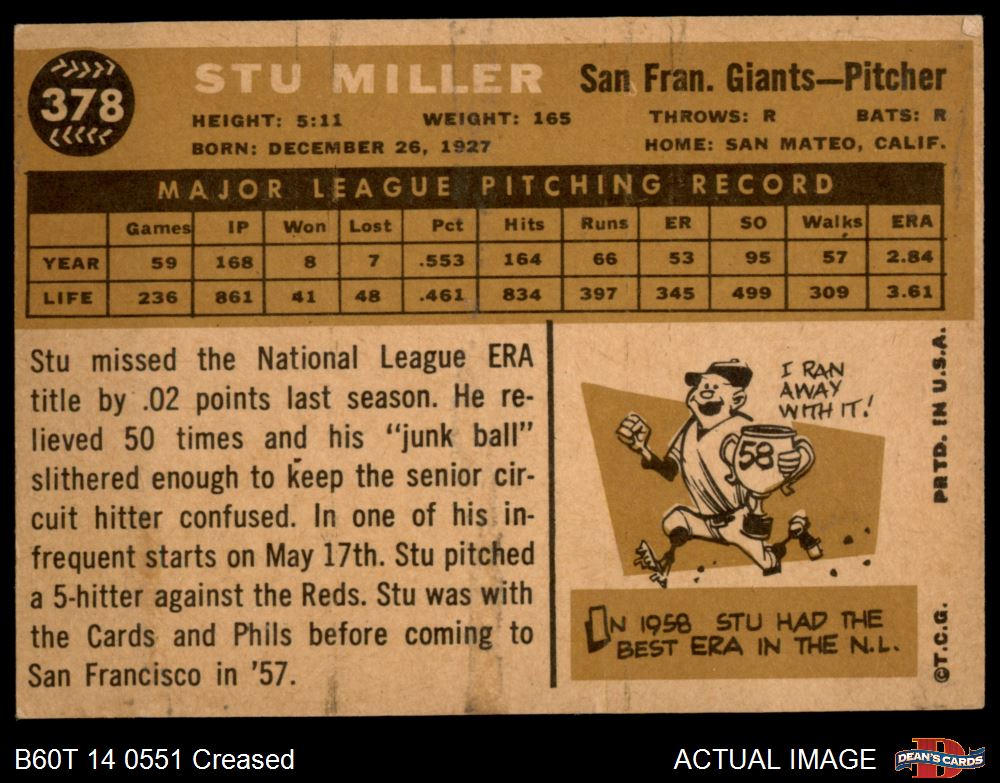 378
STU MILLER San Fran. Giants—Pitcher
HEIGHT: 5:11 WEIGHT: 165 THROWS: R BATS: R
BORN: DECEMBER 26, 1927 HOME: SAN MATEO, CALIF.
MAJOR LEAGUE PITCHING RECORD
Games IP Won Lost Pct Hits Runs ER SO Walks ERA
YEAR 59 168 8 7 .553 164 66 53 95 57 2.84
LIFE 236 861 41 48 .461 834 397 345 499 309 3.61
Stu missed the National League ERA
title by .02 points last season. He re-
lieved 50 times and his “junk ball”
slithered enough to keep the senior cir-
cuit hitter confused. In one of his in-
frequent starts on May 17th. Stu pitched
a 5-hitter against the Reds. Stu was with
the Cards and Phils before coming to
San Francisco in '57.
I RAN
AWAY
WITH IT!
58
IN 1958 STU HAD THE
BEST ERA IN THE N.L.
©T.C.G. PRTD. IN U.S.A.
B60T 14 0551 Creased
ACTUAL IMAGE
D
DEAN'S CARDS